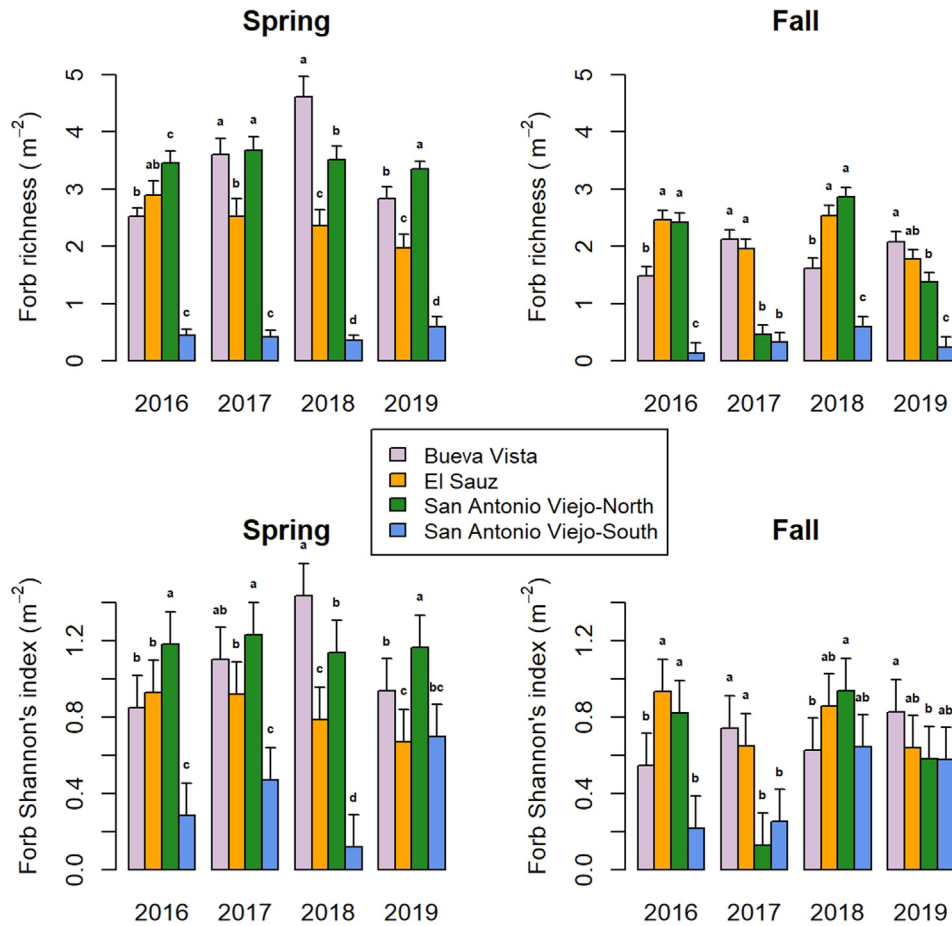 Spring
Fall
Forb richness ( m−2)
5
4
3
2
1
0
a
a
a
c
b
a
ab
b
b
b
c
c
c
c
d
d
2016 2017 2018 2019
Forb richness ( m−2)
5
4
3
2
1
0
a a
a
a
a a
a
ab
b
b
b
b b
c
c
c
2016 2017 2018 2019
Bueva Vista
El Sauz
San Antonio Viejo-North
San Antonio Viejo-South
Spring
Fall
Forb Shannon's index (m−2)
1.2
0.8
0.4
0.0
b b a c
ab b a c
a c b d
b c a bc
2016 2017 2018 2019
Forb Shannon's index (m−2)
1.2
0.8
0.4
0.0
b a a b
a a b b
b ab a ab
a ab b ab
2016 2017 2018 2019